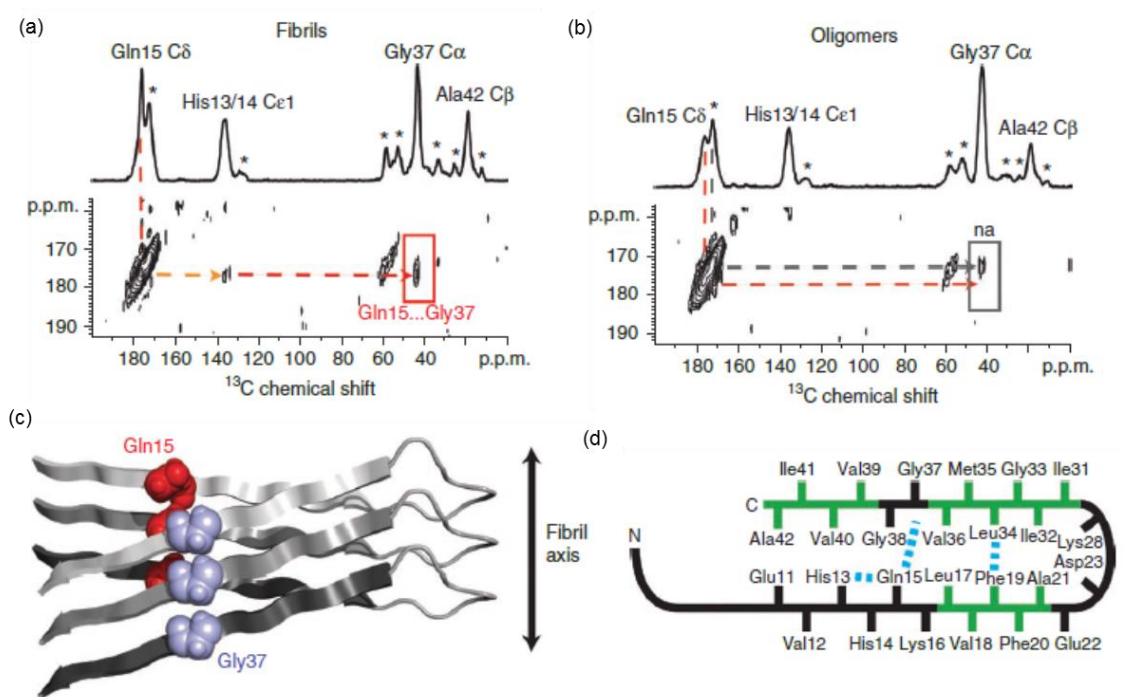 (a)
Fibrils
Gln15 Cδ
*
His13/14 Cε1
*
Gly37 Cα
Ala42 Cβ
* * * * *
p.p.m.
170
180
190
Gln15...Gly37
180 160 140 120 100 80 60 40 p.p.m.
¹³C chemical shift
(b)
Oligomers
Gln15 Cδ
*
His13/14 Cε1
*
Gly37 Cα
Ala42 Cβ
* * * * *
p.p.m.
170
180
190
na
180 160 140 120 100 80 60 40 p.p.m.
¹³C chemical shift
(c)
Gln15
Gly37
Fibril
axis
(d)
Ile41 Val39 Gly37 Met35 Gly33 Ile31
C
Ala42 Val40 Gly38 Val36 Leu34 Ile32 Lys28
N
Asp23
Glu11 His13 Gln15 Leu17 Phe19 Ala21
Val12 His14 Lys16 Val18 Phe20 Glu22